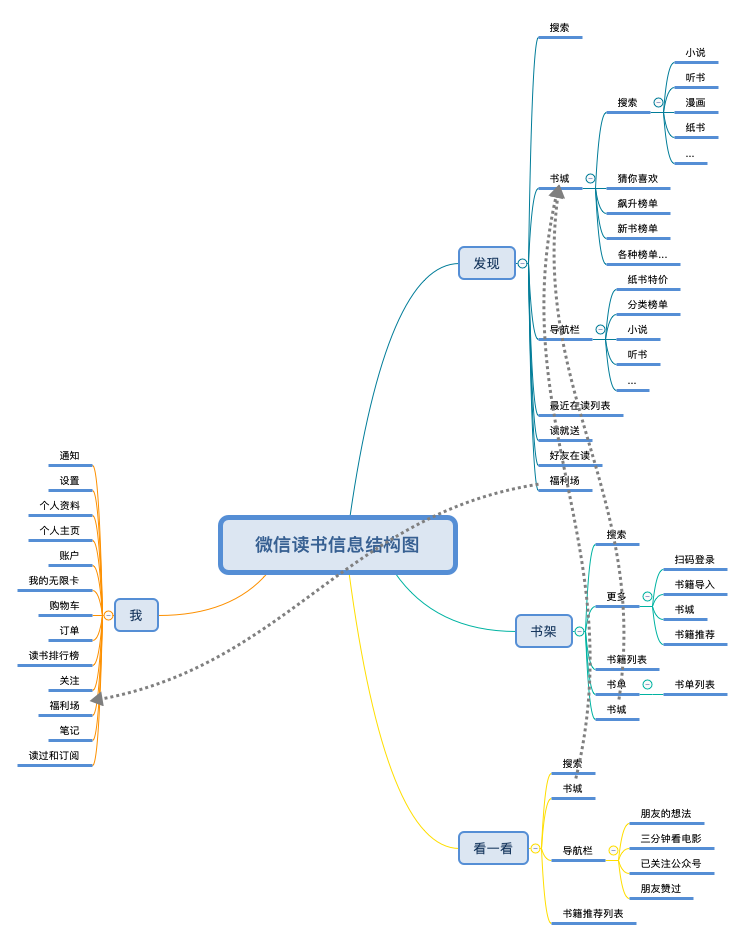 微信读书信息结构图
发现
搜索
书城
搜索
小说
听书
漫画
纸书
...
猜你喜欢
飙升榜单
新书榜单
各种榜单...
导航栏
纸书特价
分类榜单
小说
听书
...
最近在读列表
读就送
好友在读
福利场
书架
搜索
更多
扫码登录
书籍导入
书城
书籍推荐
书籍列表
书单
书单列表
书城
看一看
搜索
书城
导航栏
朋友的想法
三分钟看电影
已关注公众号
朋友赞过
书籍推荐列表
我
通知
设置
个人资料
个人主页
账户
我的无限卡
购物车
订单
读书排行榜
关注
福利场
笔记
读过和订阅